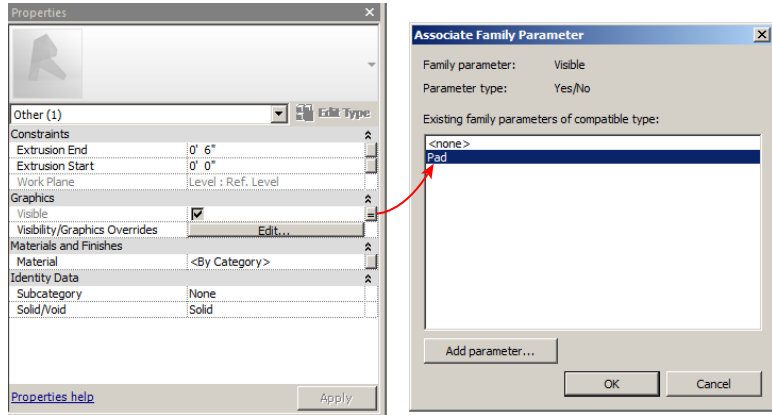 Properties
Other (1)
Edit Type
Constraints
Extrusion End 0' 6"
Extrusion Start 0' 0"
Work Plane Level : Ref. Level
Graphics
Visible =
Visibility/Graphics Overrides Edit...
Materials and Finishes
Material <By Category>
Identity Data
Subcategory None
Solid/Void Solid
Properties help
Apply
Associate Family Parameter
Family parameter: Visible
Parameter type: Yes/No
Existing family parameters of compatible type:
<none>
Pad
Add parameter...
OK
Cancel